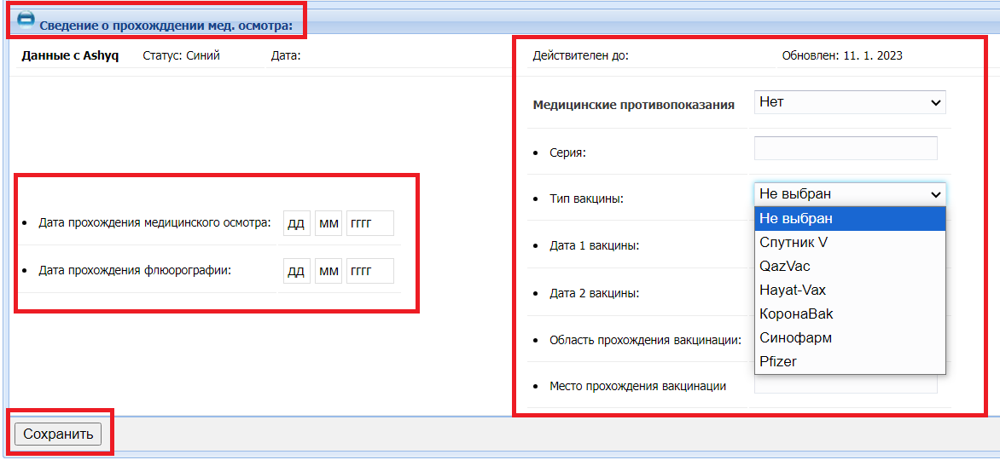 Сведение о прохожддении мед. осмотра:
Данные с Ashyq Статус: Синий Дата: Действителен до: Обновлен: 11. 1. 2023
Медицинские противопоказания Нет
Серия:
Тип вакцины: Не выбран
Не выбран
Спутник V
QazVac
Hayat-Vax
КоронаВak
Синофарм
Pfizer
Дата прохождения медицинского осмотра: дд мм гггг
Дата прохождения флюорографии: дд мм гггг
Дата 1 вакцины:
Дата 2 вакцины:
Область прохождения вакцинации:
Место прохождения вакцинации
Сохранить